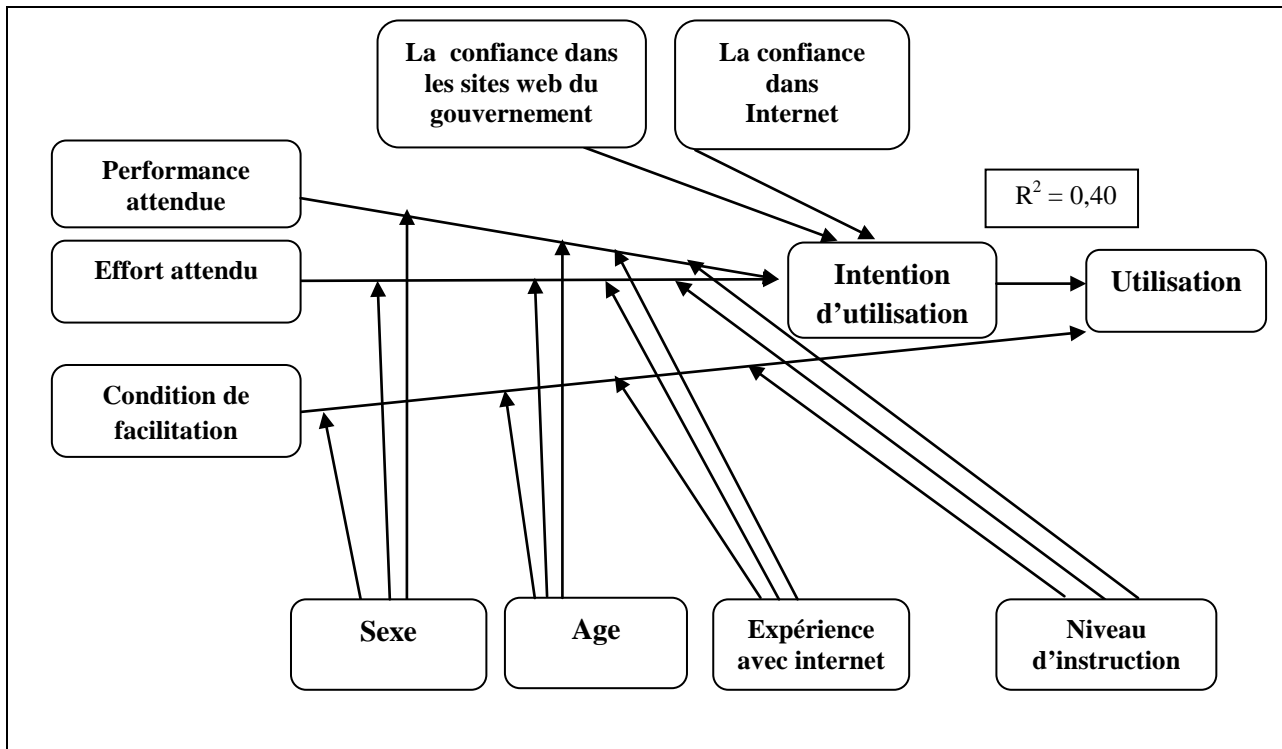 La confiance dans
les sites web du
gouvernement
La confiance
dans
Internet
Performance
attendue
R² = 0,40
Effort attendu
Intention
d’utilisation
Utilisation
Condition de
facilitation
Sexe
Age
Expérience
avec internet
Niveau
d’instruction